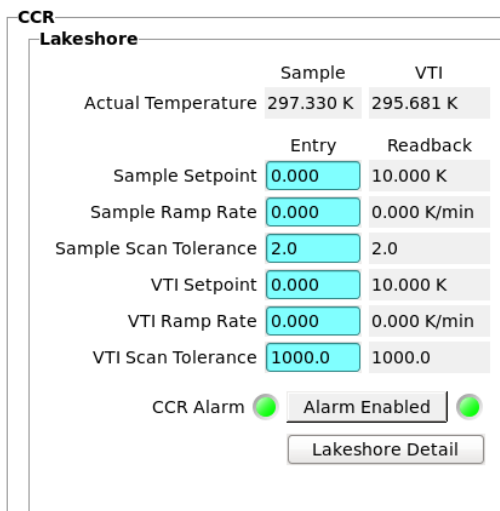 CCR
Lakeshore
Sample VTI
Actual Temperature 297.330 K 295.681 K
Entry Readback
Sample Setpoint 0.000 10.000 K
Sample Ramp Rate 0.000 0.000 K/min
Sample Scan Tolerance 2.0 2.0
VTI Setpoint 0.000 10.000 K
VTI Ramp Rate 0.000 0.000 K/min
VTI Scan Tolerance 1000.0 1000.0
CCR Alarm Alarm Enabled
Lakeshore Detail